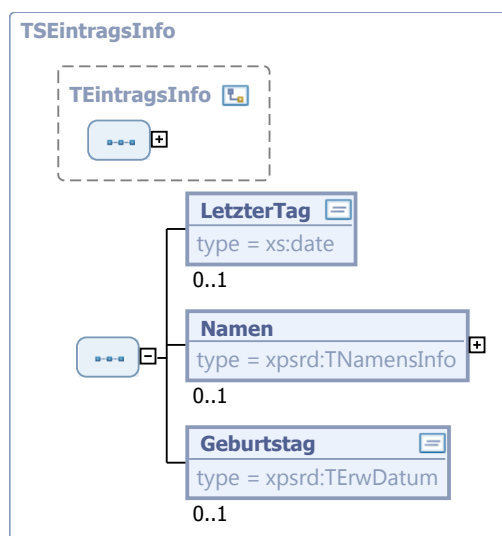 TSEintragsInfo
TEintragsInfo
LetzterTag
type = xs:date
0..1
Namen
type = xpsrd:TNamensInfo
0..1
Geburtstag
type = xpsrd:TErwDatum
0..1